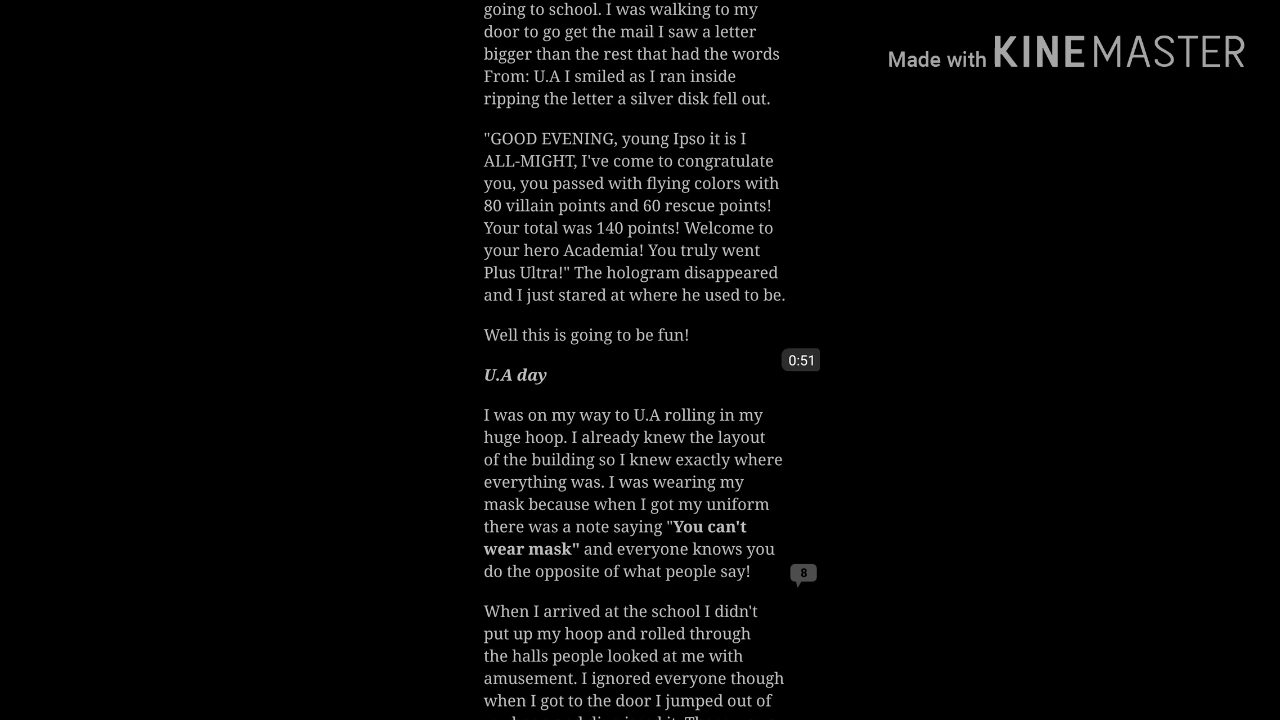 going to school. I was walking to my
door to go get the mail I saw a letter
bigger than the rest that had the words
From: U.A I smiled as I ran inside
ripping the letter a silver disk fell out.
Made with KINEMASTER
"GOOD EVENING, young Ipso it is I
ALL-MIGHT, I've come to congratulate
you, you passed with flying colors with
80 villain points and 60 rescue points!
Your total was 140 points! Welcome to
your hero Academia! You truly went
Plus Ultra!" The hologram disappeared
and I just stared at where he used to be.
Well this is going to be fun!
0:51
U.A day
I was on my way to U.A rolling in my
huge hoop. I already knew the layout
of the building so I knew exactly where
everything was. I was wearing my
mask because when I got my uniform
there was a note saying "You can't
wear mask" and everyone knows you
do the opposite of what people say!
8
When I arrived at the school I didn't
put up my hoop and rolled through
the halls people looked at me with
amusement. I ignored everyone though
when I got to the door I jumped out of